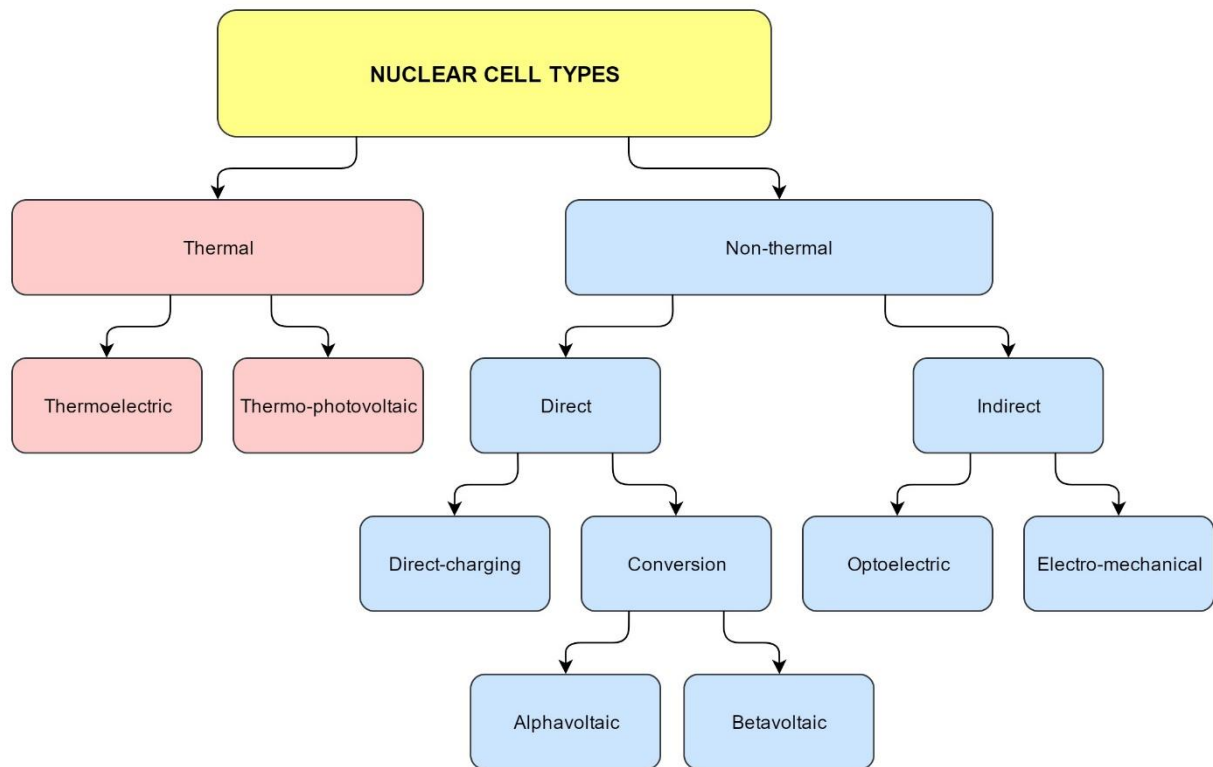 NUCLEAR CELL TYPES
Thermal
Non-thermal
Thermoelectric
Thermo-photovoltaic
Direct
Indirect
Direct-charging
Conversion
Optoelectric
Electro-mechanical
Alphavoltaic
Betavoltaic